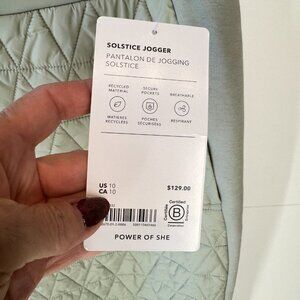 SOLSTICE JOGGER
PANTALON DE JOGGING
SOLSTICE
RECYCLED
MATERIAL
SECURE
POCKETS
BREATHABLE
MATIÈRES
RECYCLÉES
POCHES
SÉCURISÉES
RESPIRANT
US 10
CA 10
$129.00
Certified
B
Corporation
POWER OF SHE